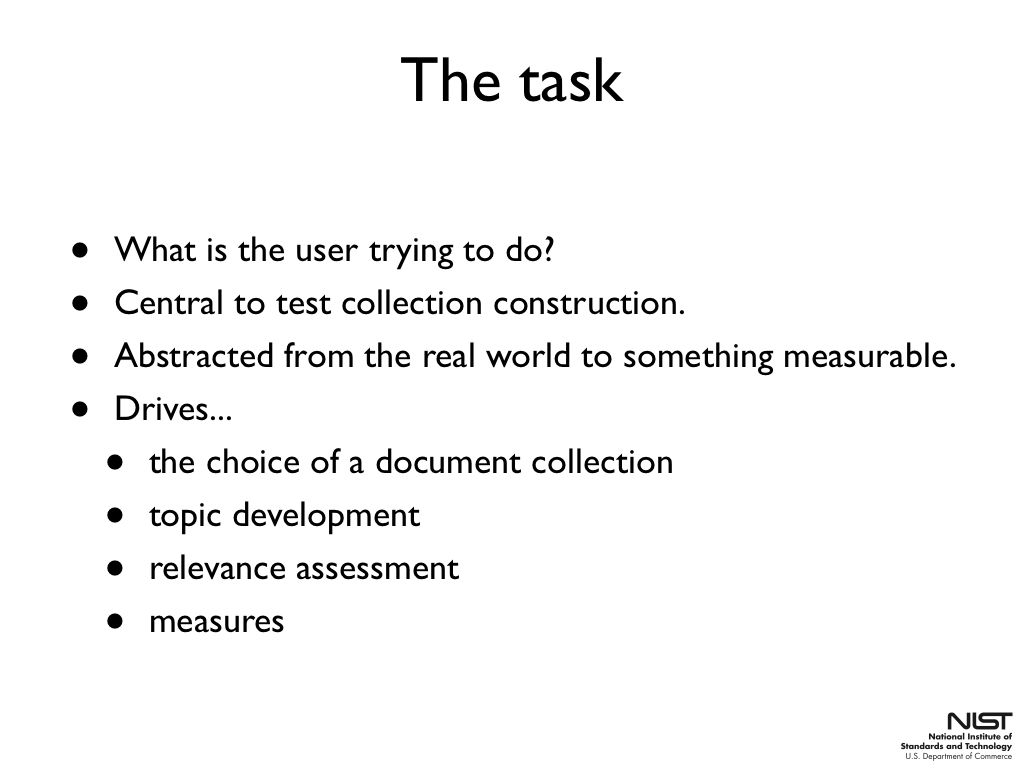 The task
• What is the user trying to do?
• Central to test collection construction.
• Abstracted from the real world to something measurable.
• Drives...
• the choice of a document collection
• topic development
• relevance assessment
• measures
NIST
National Institute of
Standards and Technology
U.S. Department of Commerce